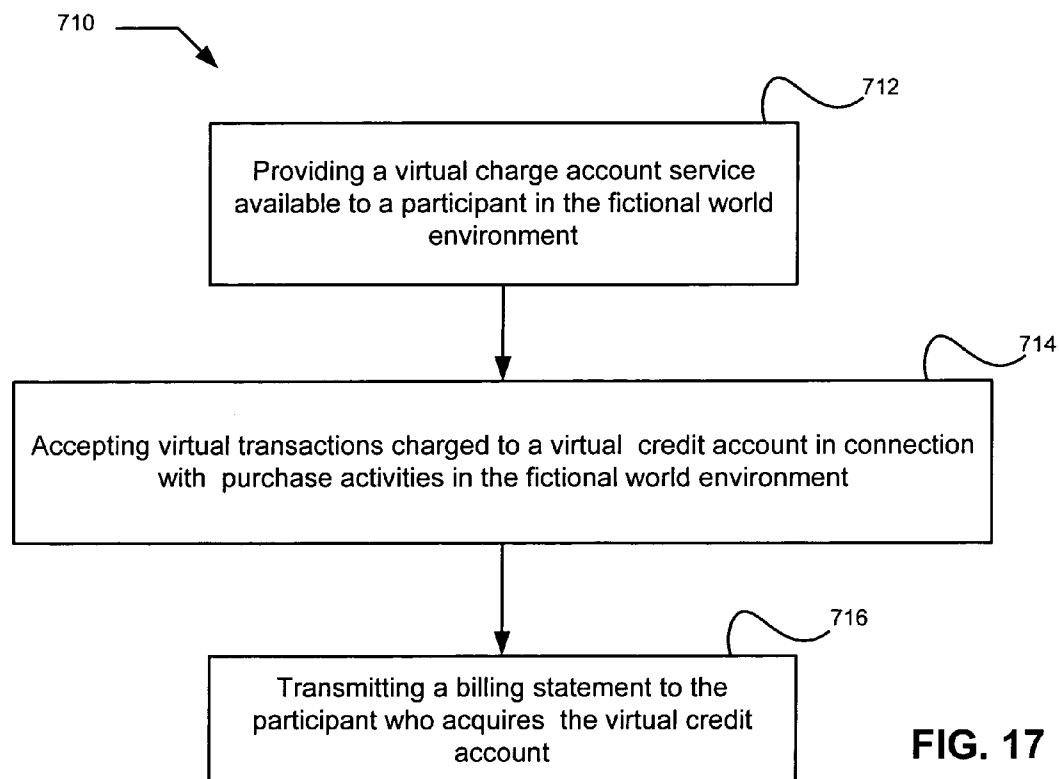 710
712
Providing a virtual charge account service
available to a participant in the fictional world
environment
714
Accepting virtual transactions charged to a virtual credit account in connection
with purchase activities in the fictional world environment
716
Transmitting a billing statement to the
participant who acquires the virtual credit
account
FIG. 17